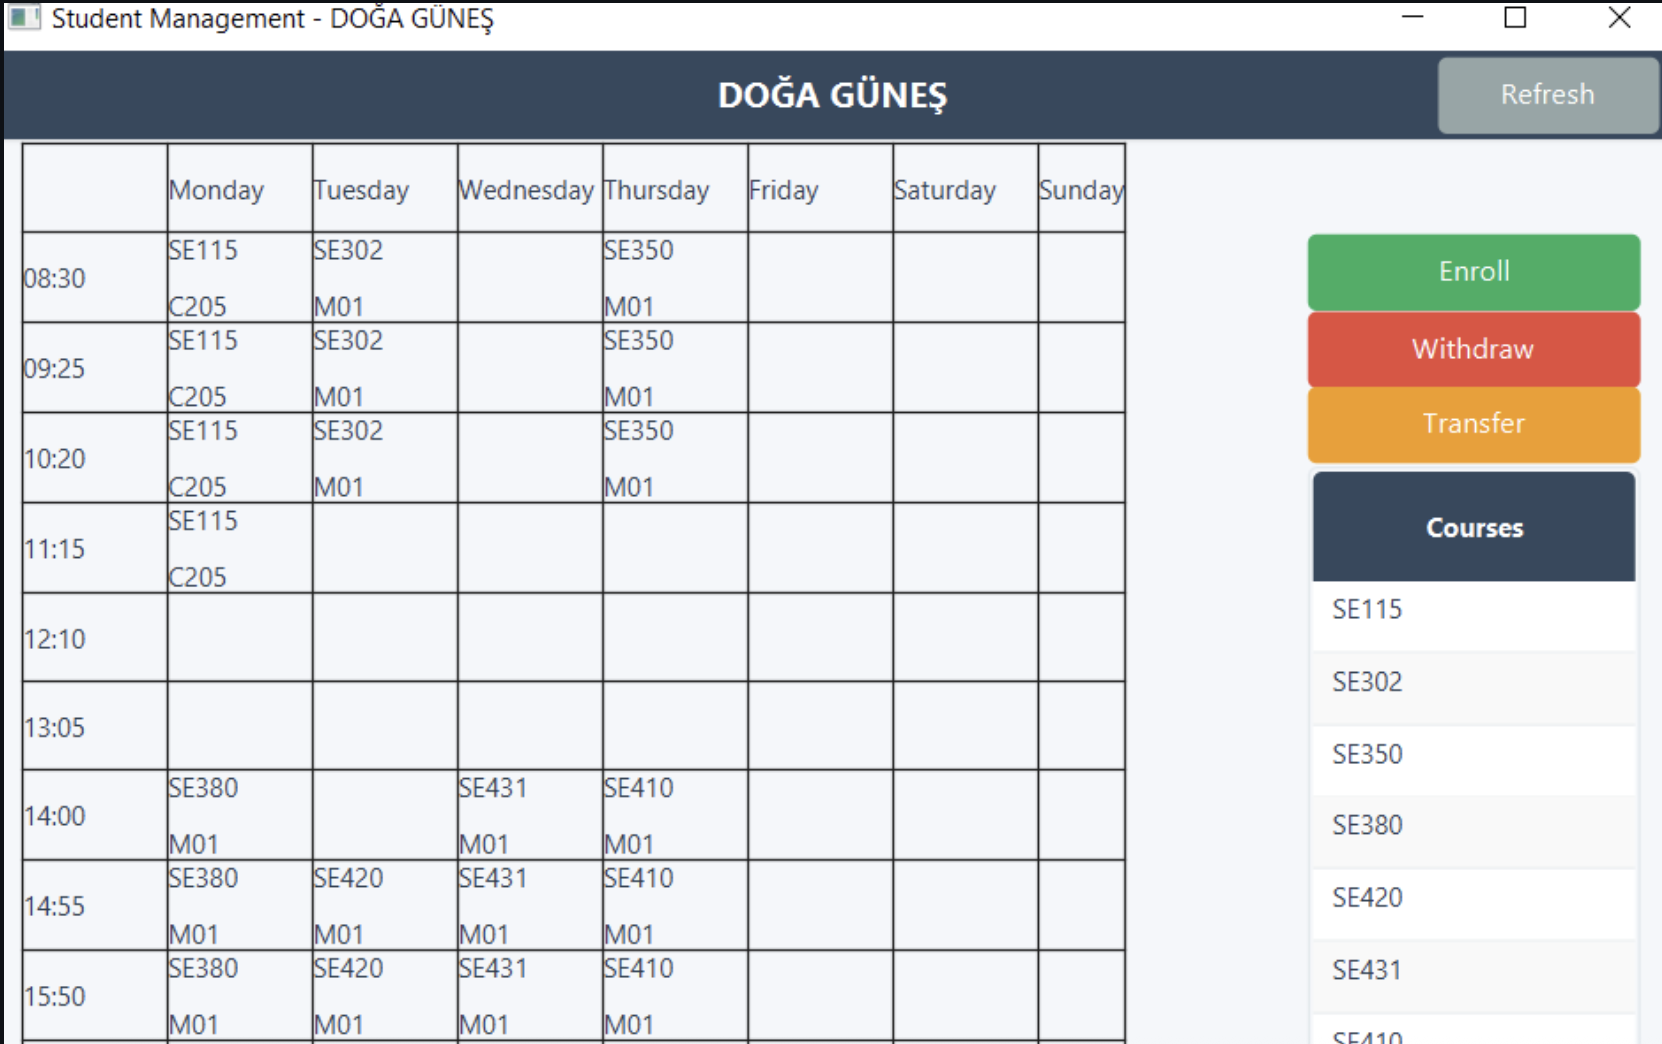 Student Management - DOĞA GÜNEŞ
DOĞA GÜNEŞ
Refresh
Monday Tuesday Wednesday Thursday Friday Saturday Sunday
08:30
SE115 SE302 SE350
C205 M01 M01
09:25
SE115 SE302 SE350
C205 M01 M01
10:20
SE115 SE302 SE350
C205 M01 M01
11:15
SE115
C205
12:10
13:05
14:00
SE380 SE431 SE410
M01 M01 M01
14:55
SE380 SE420 SE431 SE410
M01 M01 M01 M01
15:50
SE380 SE420 SE431 SE410
M01 M01 M01 M01
Enroll
Withdraw
Transfer
Courses
SE115
SE302
SE350
SE380
SE420
SE431
SE410